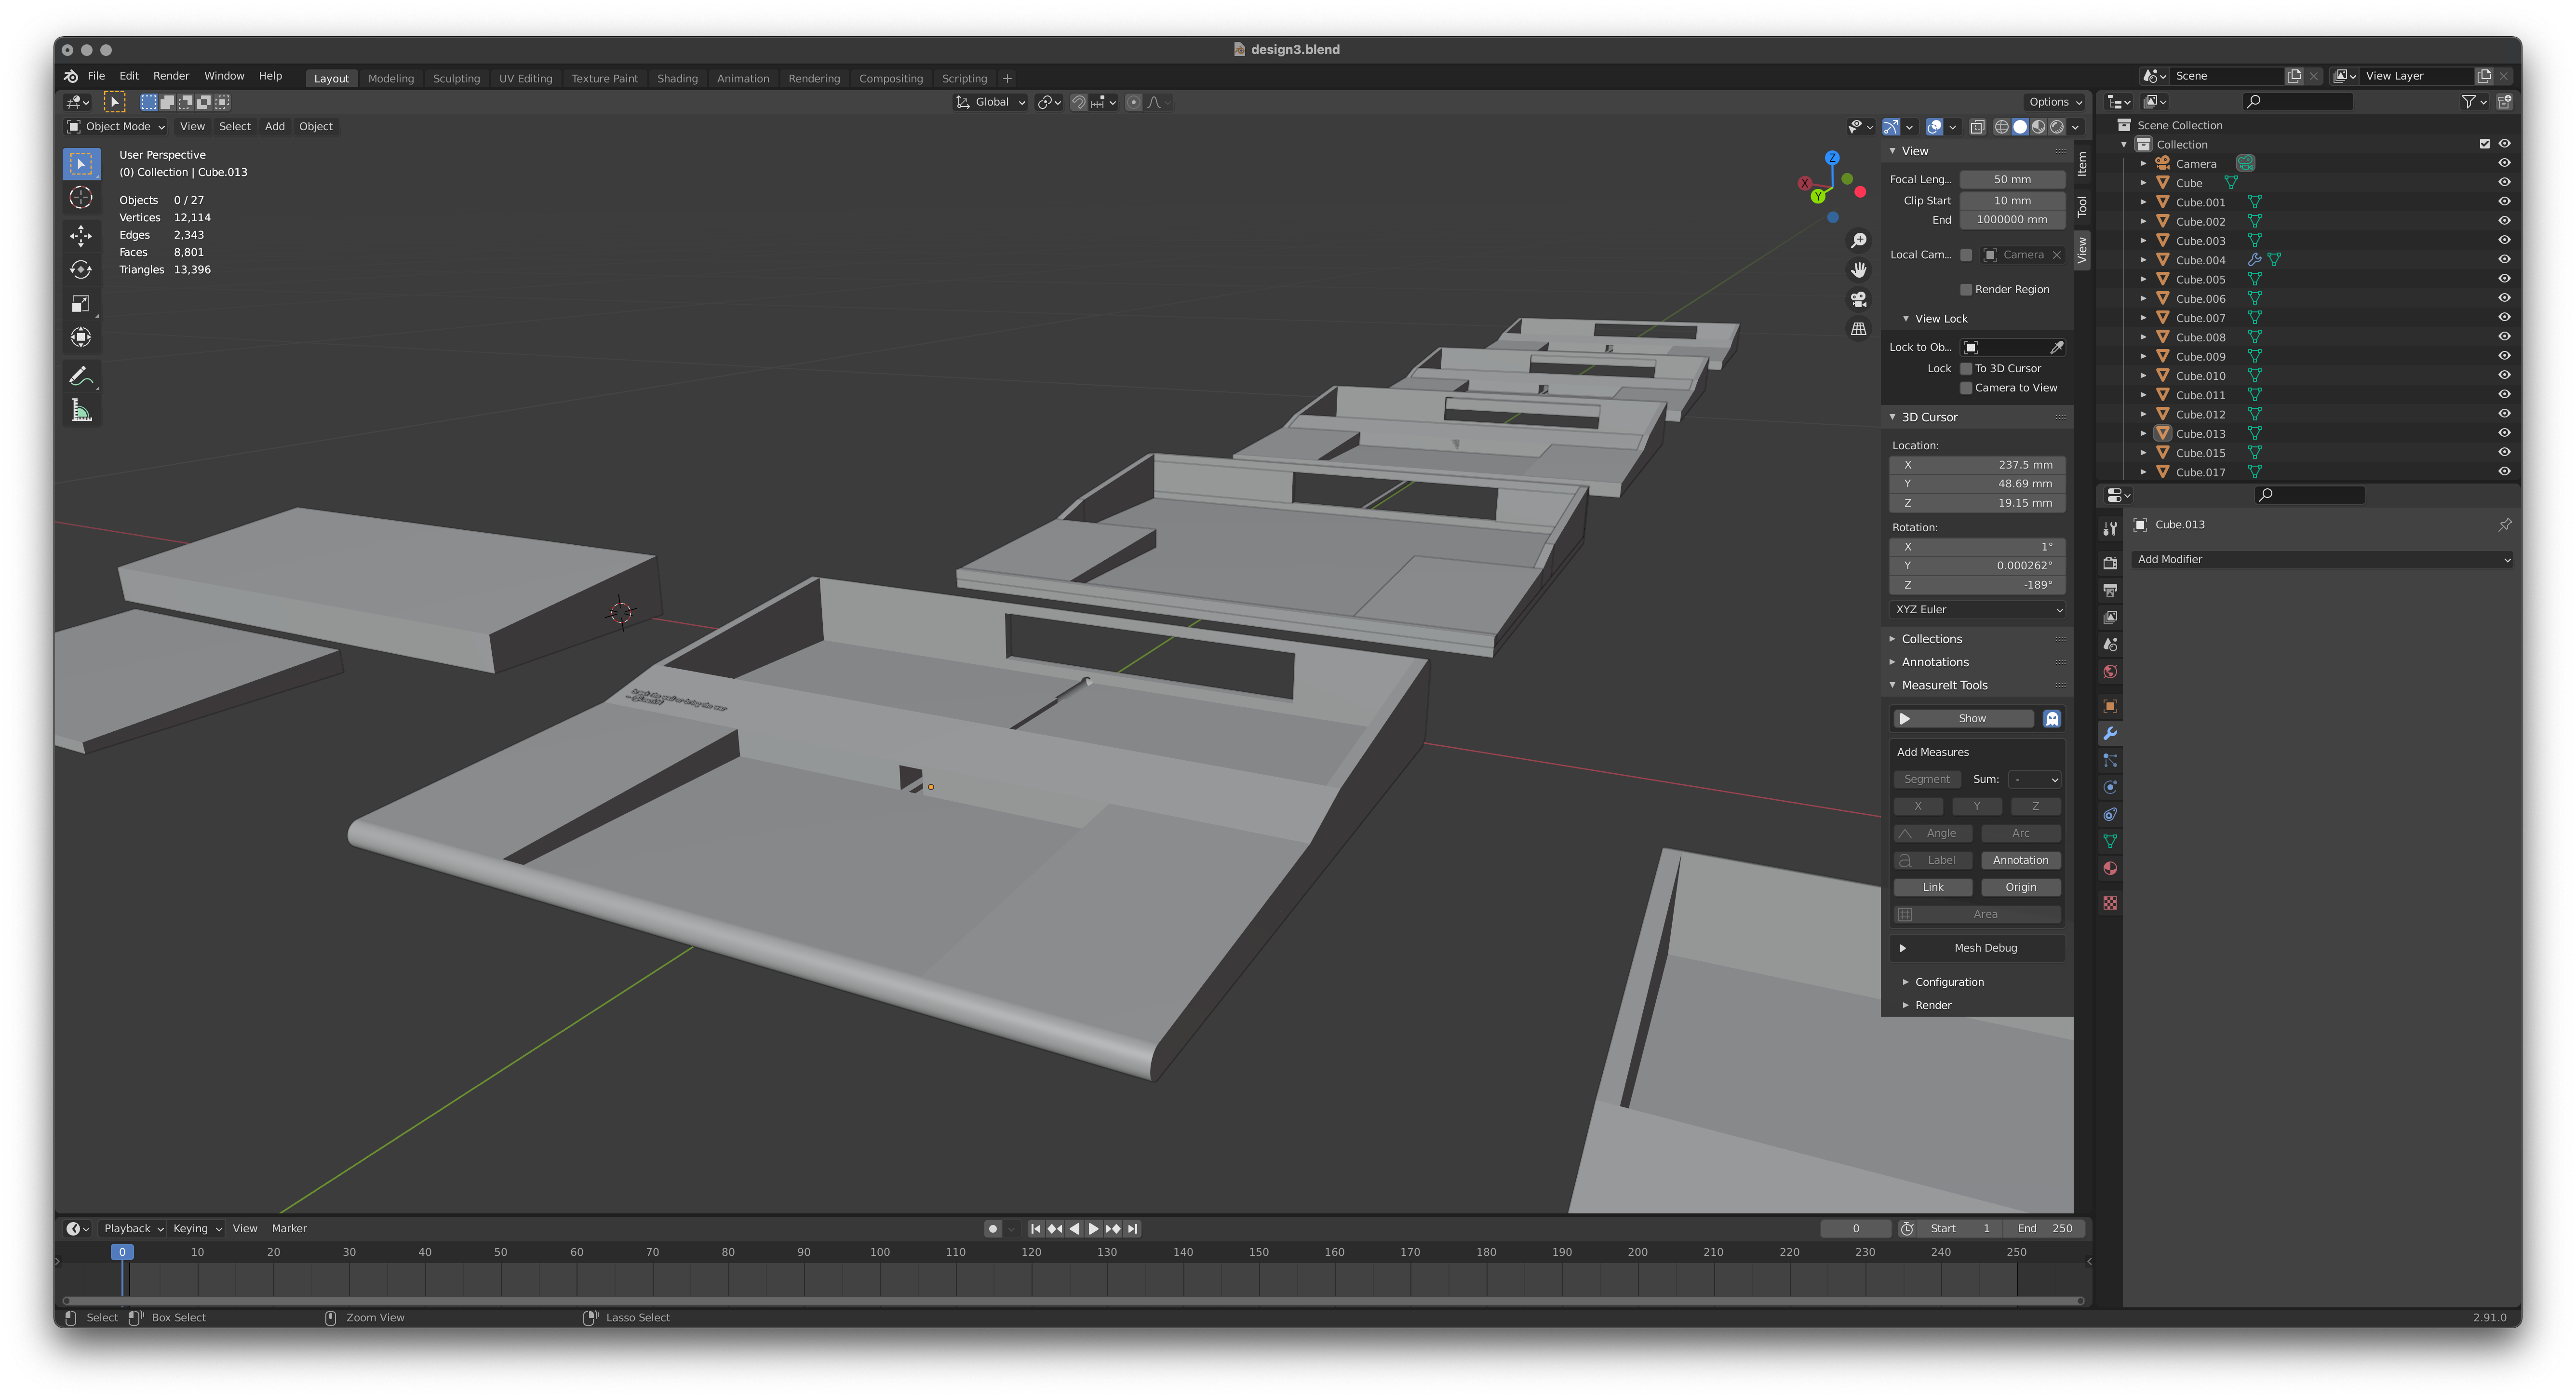 design3.blend
File Edit Render Window Help Layout Modeling Sculpting UV Editing Texture Paint Shading Animation Rendering Compositing Scripting + Scene View Layer
Global Options
Object Mode View Select Add Object
User Perspective
(0) Collection | Cube.013
Objects 0 / 27
Vertices 12,114
Edges 2,343
Faces 8,801
Triangles 13,396
Z
X
Y
View
Focal Leng... 50 mm
Clip Start 10 mm
End 1000000 mm
Local Cam... Camera
Render Region
View Lock
Lock to Ob...
Lock To 3D Cursor
Camera to View
3D Cursor
Location:
X 237.5 mm
Y 48.69 mm
Z 19.15 mm
Rotation:
X 1°
Y 0.000262°
Z -189°
XYZ Euler
Collections
Annotations
MeasureIt Tools
Show
Add Measures
Segment Sum: -
X Y Z
Angle Arc
a Label Annotation
Link Origin
Area
Mesh Debug
Configuration
Render
Item
Tool
View
Scene Collection
Collection
Camera
Cube
Cube.001
Cube.002
Cube.003
Cube.004
Cube.005
Cube.006
Cube.007
Cube.008
Cube.009
Cube.010
Cube.011
Cube.012
Cube.013
Cube.015
Cube.017
Cube.013
Add Modifier
Playback Keying View Marker 0 Start 1 End 250
0 10 20 30 40 50 60 70 80 90 100 110 120 130 140 150 160 170 180 190 200 210 220 230 240 250
Select Box Select Zoom View Lasso Select 2.91.0